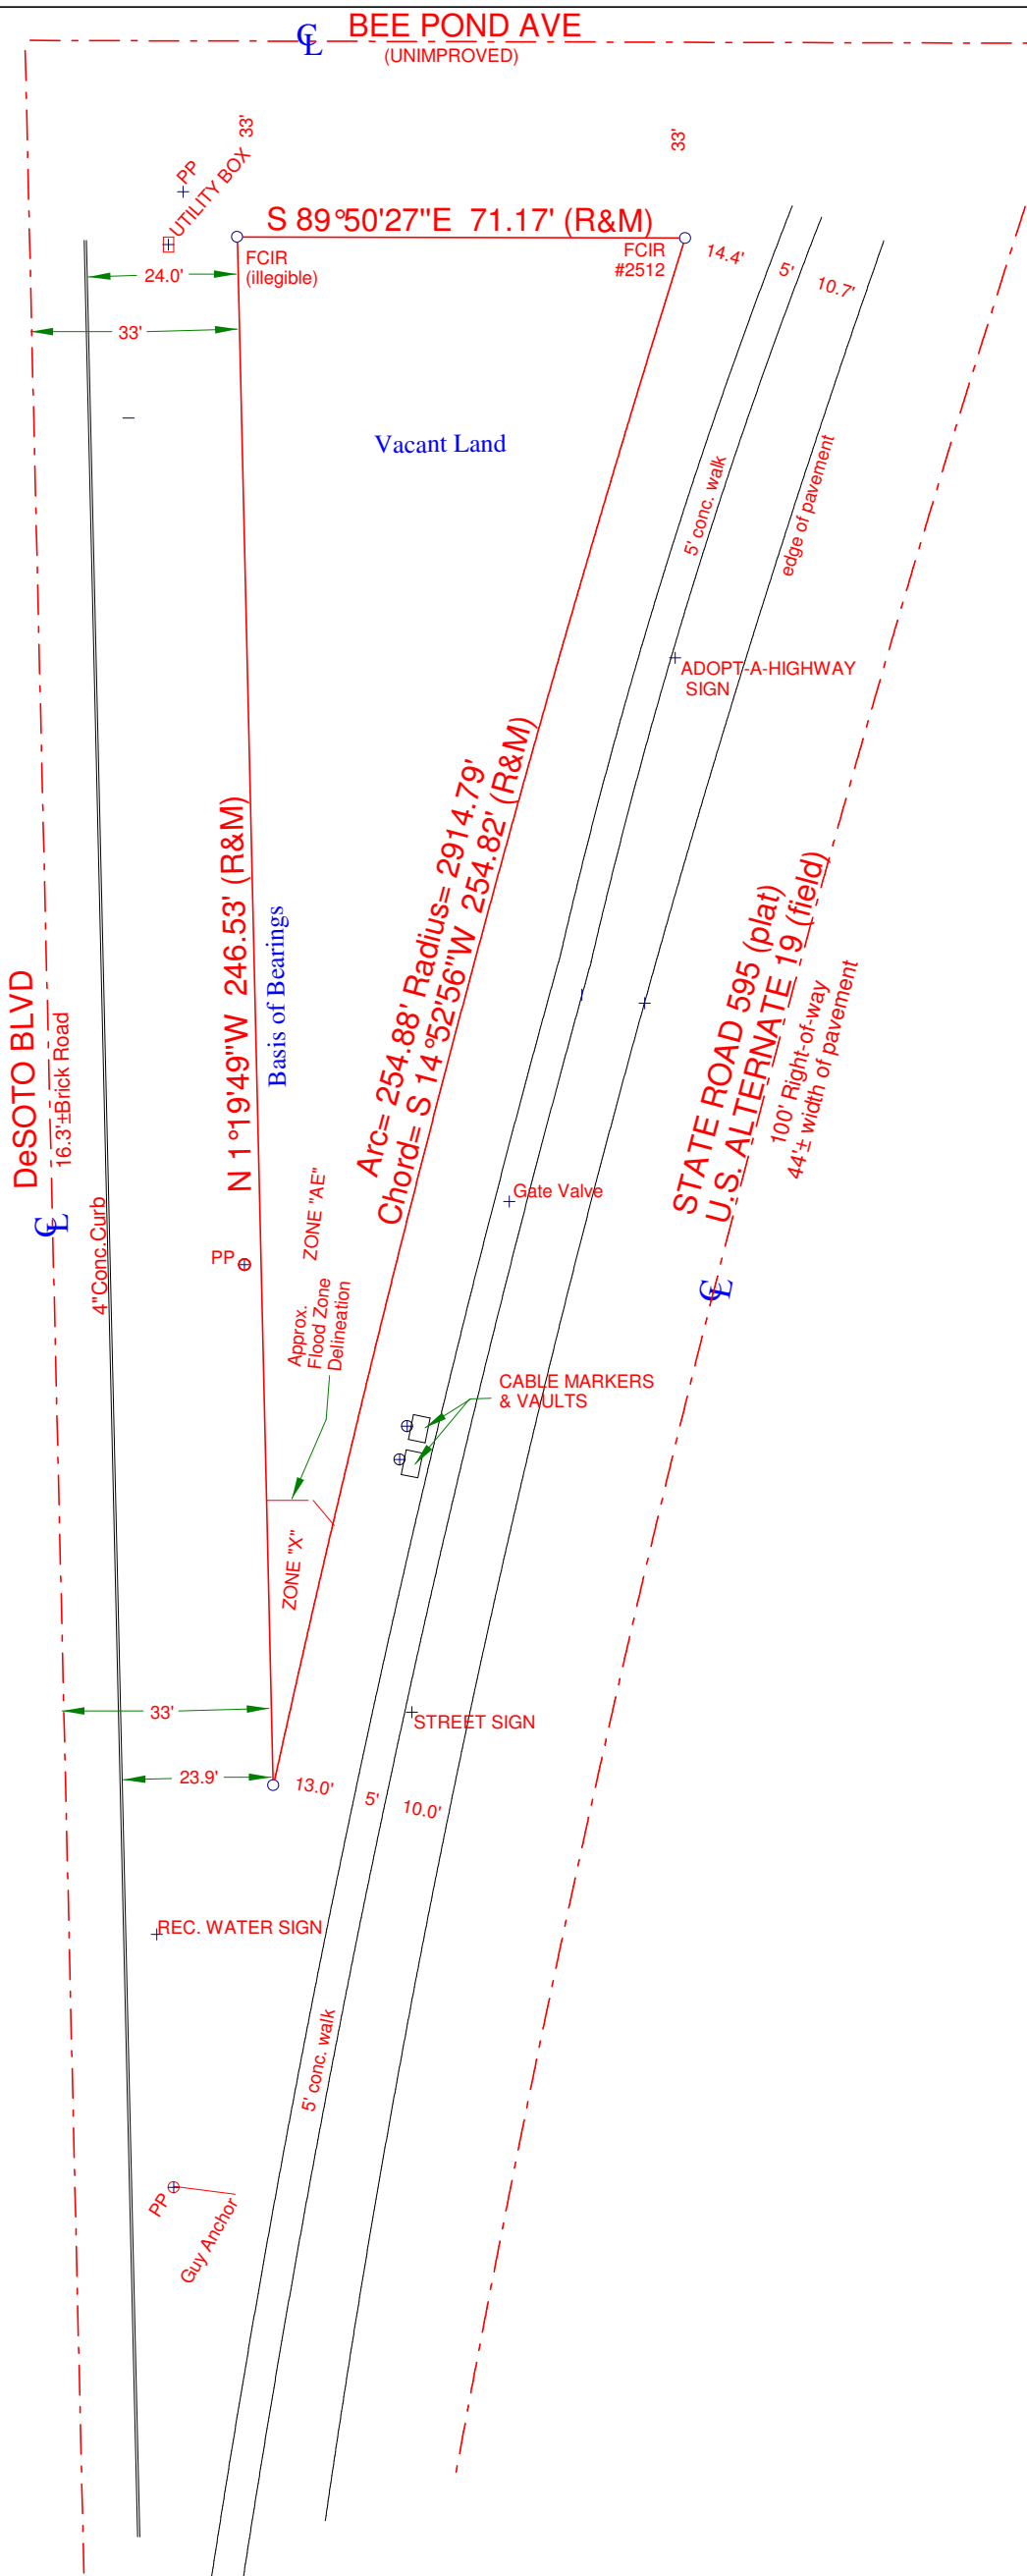 BEE POND AVE
(UNIMPROVED)
CL
33'
33'
PP
UTILITY BOX
S 89°50'27"E 71.17' (R&M)
FCIR
(illegible)
FCIR
#2512
24.0'
33'
14.4'
5'
10.7'
Vacant Land
5' conc. walk
edge of pavement
ADOPT-A-HIGHWAY
SIGN
N 1°19'49"W 246.53' (R&M)
Basis of Bearings
Arc= 254.88' Radius= 2914.79'
Chord= S 14°52'56"W 254.82' (R&M)
DeSOTO BLVD
16.3'±Brick Road
CL
4"Conc.Curb
STATE ROAD 595 (plat)
U.S. ALTERNATE 19 (field)
100' Right-of-way
44'± width of pavement
CL
Gate Valve
PP
ZONE "AE"
Approx.
Flood Zone
Delineation
CABLE MARKERS
& VAULTS
ZONE "X"
33'
STREET SIGN
23.9'
13.0'
5'
10.0'
REC. WATER SIGN
5' conc. walk
PP
Guy Anchor